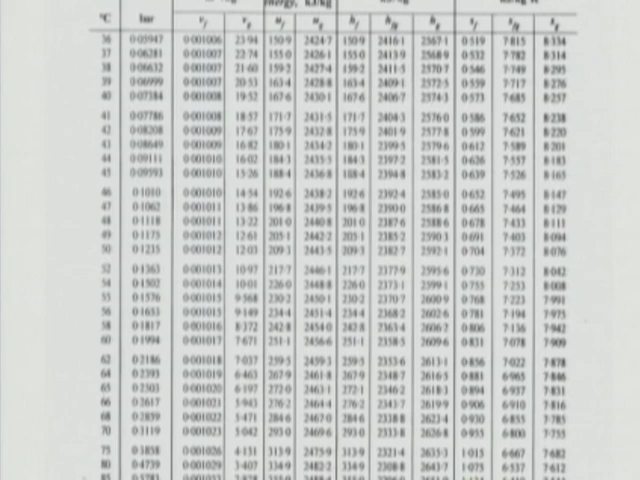 °C bar v_f v_g u_f u_g h_f h_fg h_g s_f s_fg s_g
36 0·05947 0·001006 23·94 150·9 2424·7 150·9 2416·1 2567·1 0·519 7·815 8·334
37 0·06281 0·001007 22·74 155·0 2426·1 155·0 2413·9 2568·9 0·532 7·782 8·314
38 0·06632 0·001007 21·60 159·2 2427·4 159·2 2411·5 2570·7 0·546 7·749 8·295
39 0·06999 0·001007 20·53 163·4 2428·8 163·4 2409·1 2572·5 0·559 7·717 8·276
40 0·07384 0·001008 19·52 167·6 2430·1 167·6 2406·7 2574·3 0·573 7·685 8·257
41 0·07786 0·001008 18·57 171·7 2431·5 171·7 2404·3 2576·0 0·586 7·652 8·238
42 0·08208 0·001009 17·67 175·9 2432·8 175·9 2401·9 2577·8 0·599 7·621 8·220
43 0·08649 0·001009 16·82 180·1 2434·2 180·1 2399·5 2579·6 0·612 7·589 8·201
44 0·09111 0·001010 16·02 184·3 2435·5 184·3 2397·2 2581·5 0·626 7·557 8·183
45 0·09593 0·001010 15·26 188·4 2436·8 188·4 2394·8 2583·2 0·639 7·526 8·165
46 0·1010 0·001010 14·54 192·6 2438·2 192·6 2392·4 2585·0 0·652 7·495 8·147
47 0·1062 0·001011 13·86 196·8 2439·5 196·8 2390·0 2586·8 0·665 7·464 8·129
48 0·1118 0·001011 13·22 201·0 2440·8 201·0 2387·6 2588·6 0·678 7·433 8·111
49 0·1175 0·001012 12·61 205·1 2442·2 205·1 2385·2 2590·3 0·691 7·403 8·094
50 0·1235 0·001012 12·03 209·3 2443·5 209·3 2382·7 2592·1 0·704 7·372 8·076
52 0·1363 0·001013 10·97 217·7 2446·1 217·7 2377·9 2595·6 0·730 7·312 8·042
54 0·1502 0·001014 10·01 226·0 2448·8 226·0 2373·1 2599·1 0·755 7·253 8·008
55 0·1576 0·001015 9·568 230·2 2450·1 230·2 2370·7 2600·9 0·768 7·223 7·991
56 0·1653 0·001015 9·149 234·4 2451·4 234·4 2368·2 2602·6 0·781 7·194 7·975
58 0·1817 0·001016 8·372 242·8 2454·0 242·8 2363·4 2606·2 0·806 7·136 7·942
60 0·1994 0·001017 7·671 251·1 2456·6 251·1 2358·5 2609·6 0·831 7·078 7·909
62 0·2186 0·001018 7·037 259·5 2459·3 259·5 2353·6 2613·1 0·856 7·022 7·878
64 0·2393 0·001019 6·463 267·9 2461·8 267·9 2348·7 2616·5 0·881 6·965 7·846
65 0·2503 0·001020 6·197 272·0 2463·1 272·1 2346·2 2618·3 0·894 6·937 7·831
66 0·2617 0·001021 5·943 276·2 2464·4 276·2 2343·7 2619·9 0·906 6·910 7·816
68 0·2859 0·001022 5·471 284·6 2467·0 284·6 2338·8 2623·4 0·930 6·855 7·785
70 0·3119 0·001023 5·042 293·0 2469·6 293·0 2333·8 2626·8 0·955 6·800 7·755
75 0·3858 0·001026 4·131 313·9 2475·9 313·9 2321·4 2635·3 1·015 6·667 7·682
80 0·4739 0·001029 3·407 334·9 2482·2 334·9 2308·8 2643·7 1·075 6·537 7·612